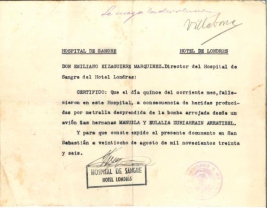 Villabona
HOSPITAL DE SANGRE HOTEL DE LONDRES
DON EMILIANO EIZAGUIRRE MARQUINEZ, Director del Hospital de
Sangre del Hotel Londres:
CERTIFICO: Que el día quince del corriente mes, falle-
cieron en este Hospital, a consecuencia de heridas producidas
por metralla desprendida de la bomba arrojada desde un
avión las hermanas MANUELA Y EULALIA ZUBIARRAIN ARRATIBEL.
Y para que conste expido el presente documento en San
Sebastián a veintiocho de agosto de mil novecientos treinta
y seis.
HOSPITAL DE SANGRE
HOTEL LONDRES